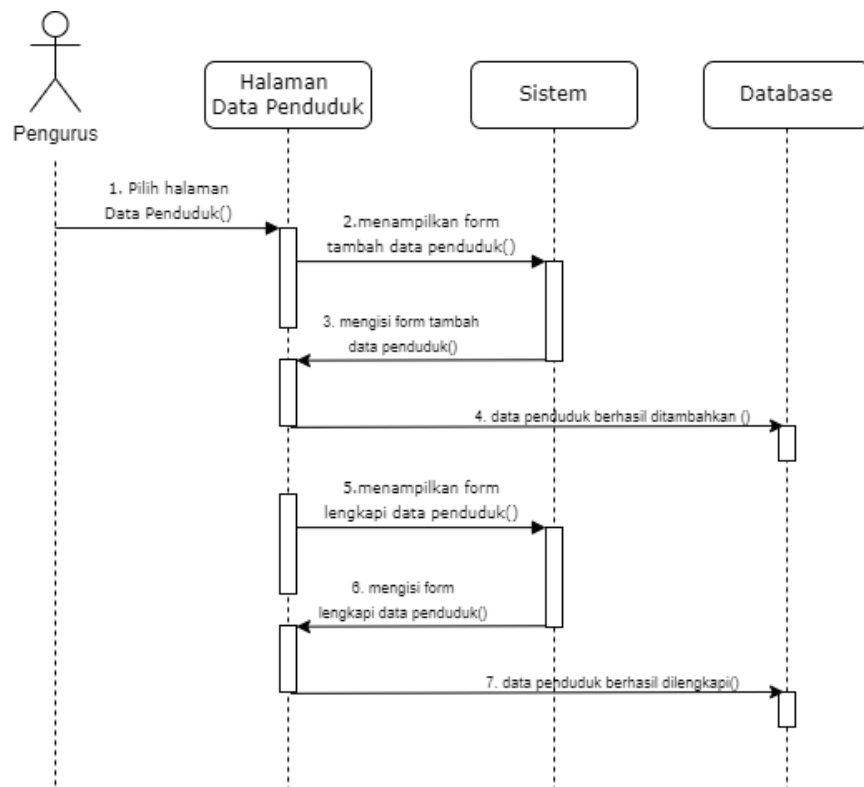 Pengurus
Halaman
Data Penduduk
Sistem
Database
1. Pilih halaman
Data Penduduk()
2.menampilkan form
tambah data penduduk()
3. mengisi form tambah
data penduduk()
4. data penduduk berhasil ditambahkan ()
5.menampilkan form
lengkapi data penduduk()
6. mengisi form
lengkapi data penduduk()
7. data penduduk berhasil dilengkapi()